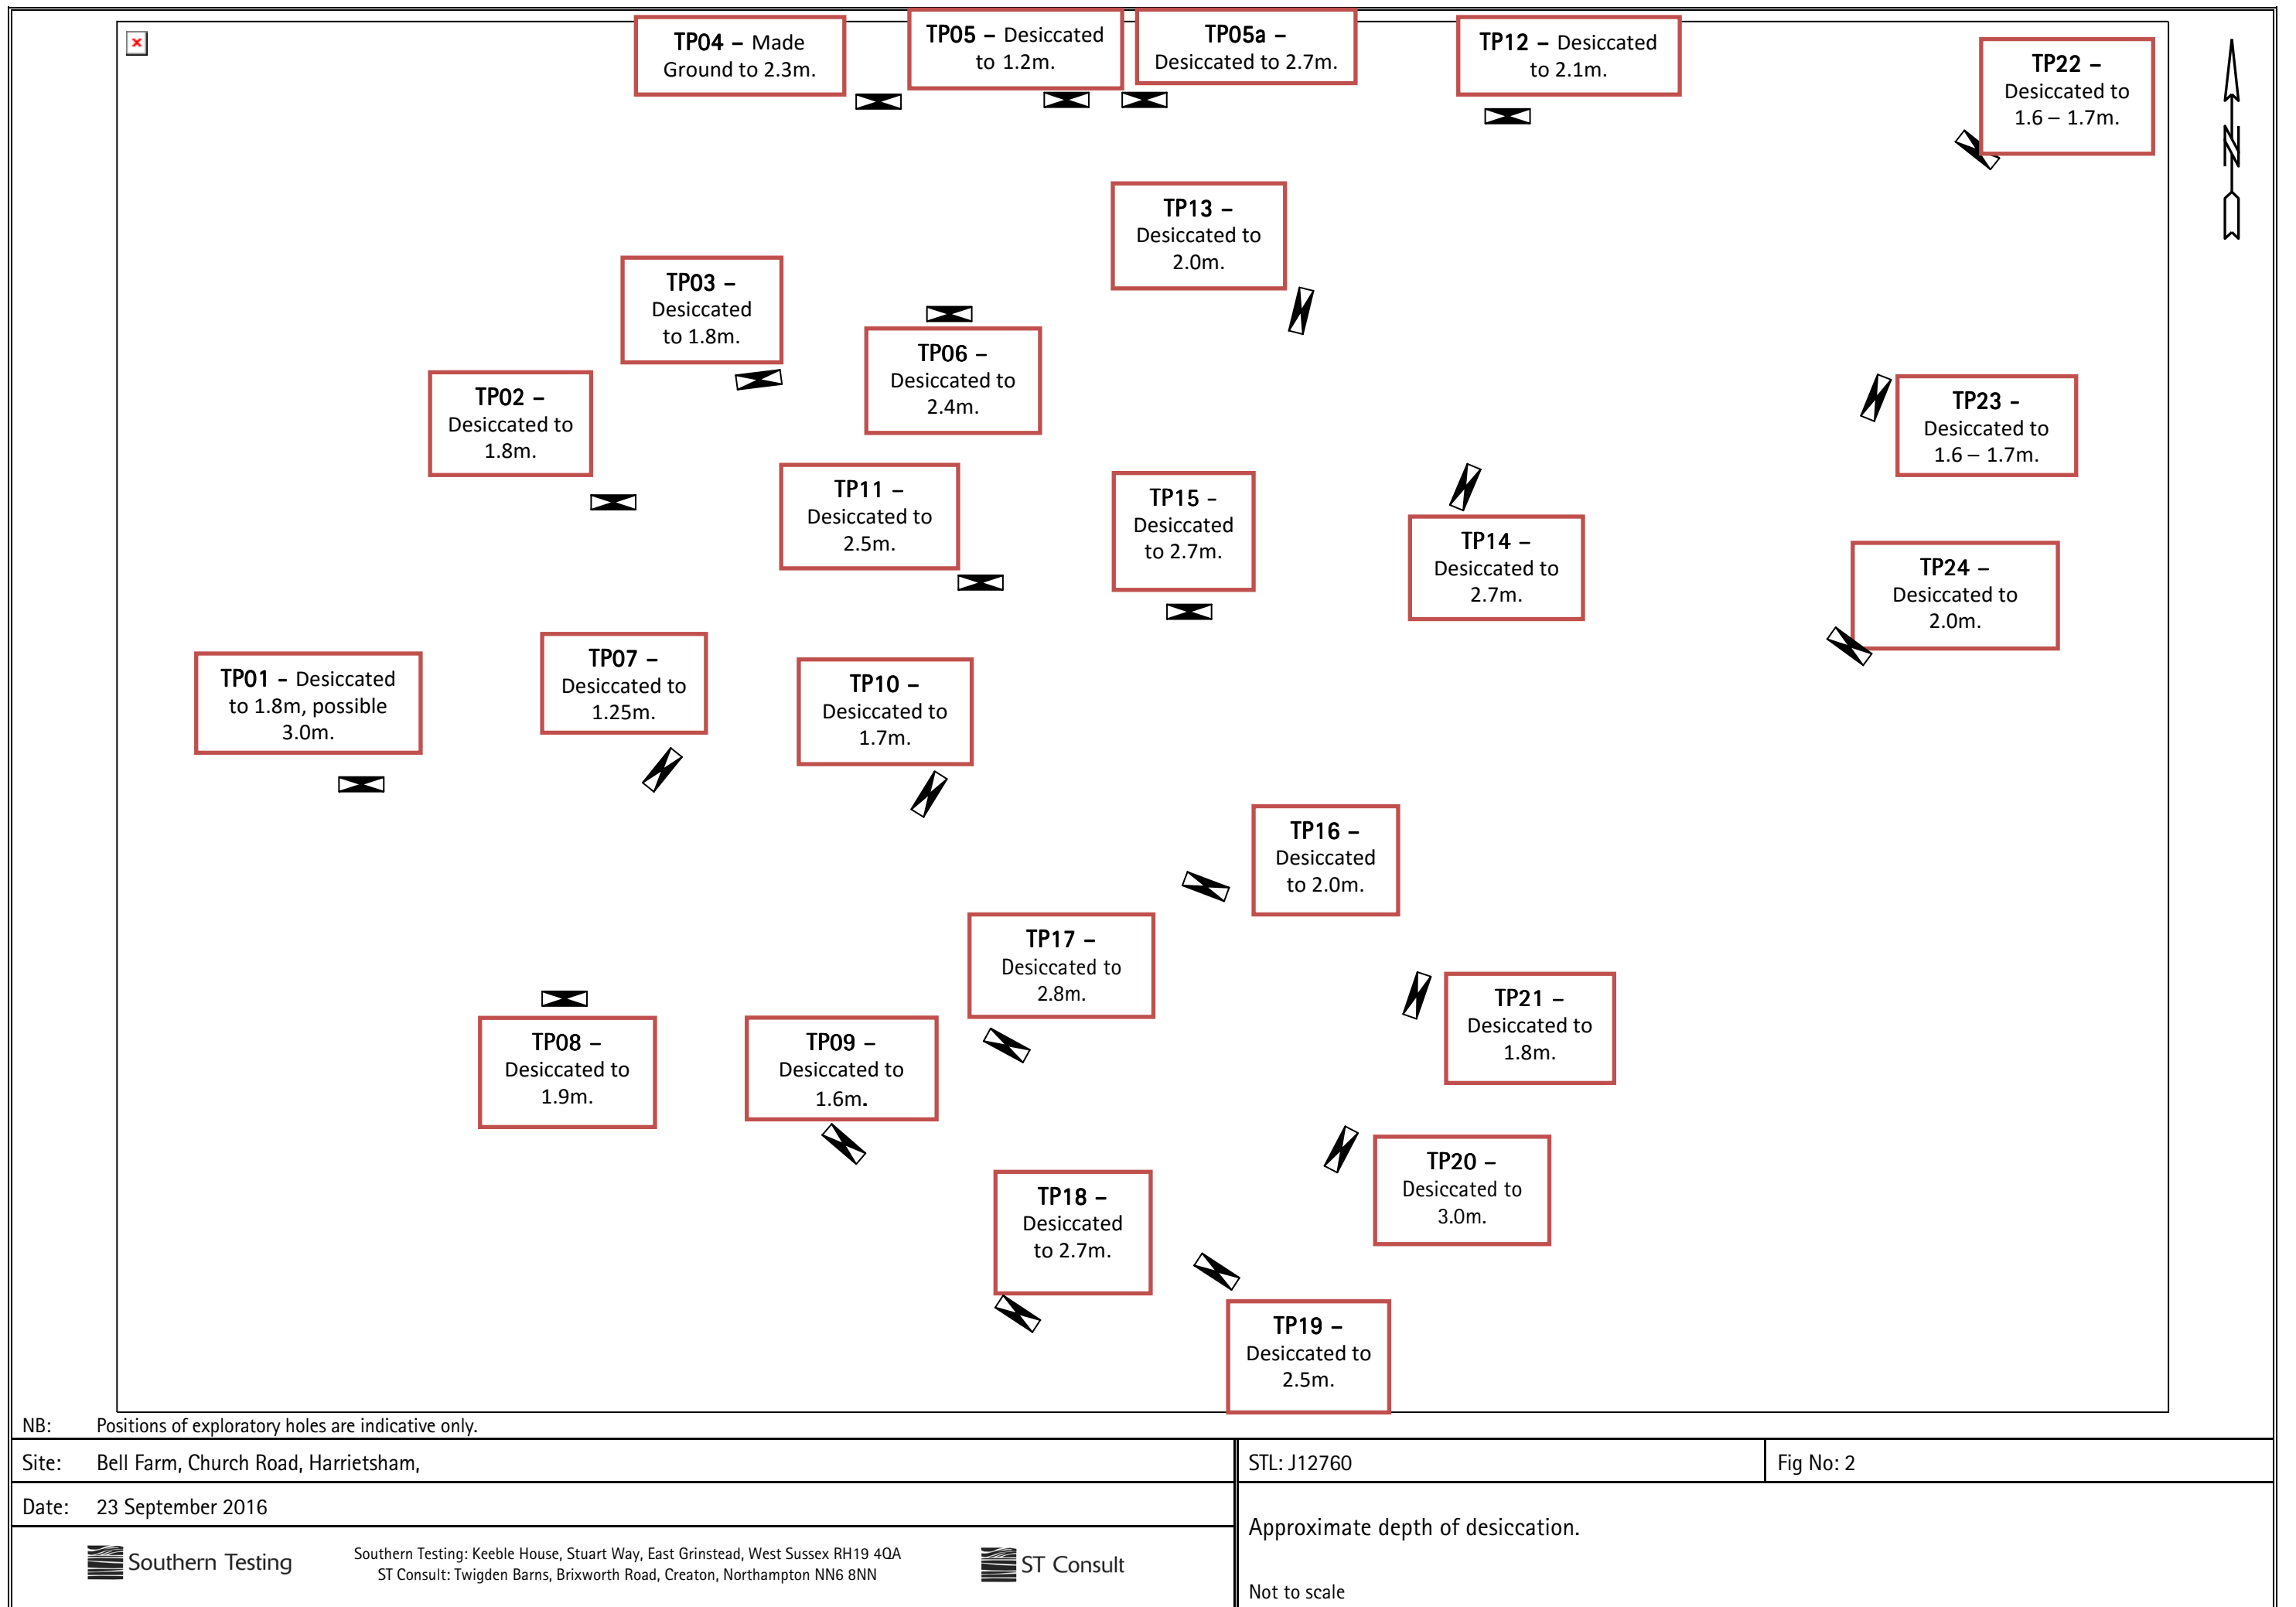 TP04 – Made
Ground to 2.3m.
TP05 – Desiccated
to 1.2m.
TP05a –
Desiccated to 2.7m.
TP12 – Desiccated
to 2.1m.
TP22 –
Desiccated to
1.6 – 1.7m.
N
TP13 –
Desiccated to
2.0m.
TP03 –
Desiccated
to 1.8m.
TP06 –
Desiccated to
2.4m.
TP02 –
Desiccated to
1.8m.
TP23 -
Desiccated to
1.6 – 1.7m.
TP11 –
Desiccated to
2.5m.
TP15 -
Desiccated
to 2.7m.
TP14 –
Desiccated to
2.7m.
TP24 –
Desiccated to
2.0m.
TP01 - Desiccated
to 1.8m, possible
3.0m.
TP07 –
Desiccated to
1.25m.
TP10 –
Desiccated to
1.7m.
TP16 –
Desiccated
to 2.0m.
TP17 –
Desiccated to
2.8m.
TP21 –
Desiccated to
1.8m.
TP08 –
Desiccated to
1.9m.
TP09 –
Desiccated to
1.6m.
TP20 –
Desiccated to
3.0m.
TP18 –
Desiccated
to 2.7m.
TP19 –
Desiccated to
2.5m.
NB: Positions of exploratory holes are indicative only.
Site: Bell Farm, Church Road, Harrietsham,
STL: J12760
Fig No: 2
Date: 23 September 2016
Approximate depth of desiccation.
Southern Testing
Southern Testing: Keeble House, Stuart Way, East Grinstead, West Sussex RH19 4QA
ST Consult: Twigden Barns, Brixworth Road, Creaton, Northampton NN6 8NN
ST Consult
Not to scale